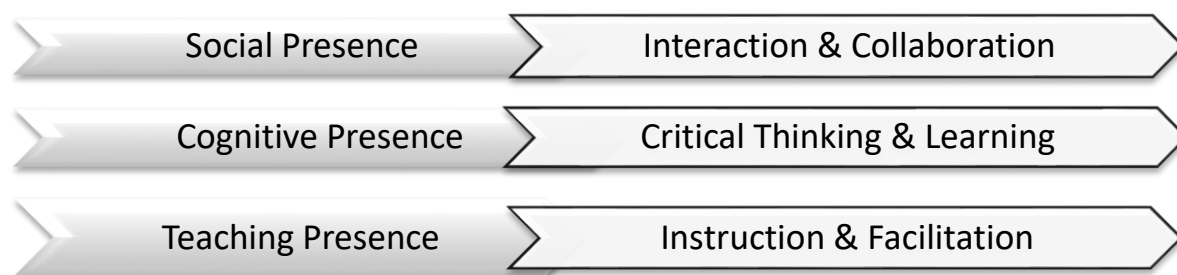 Social Presence Interaction & Collaboration
Cognitive Presence Critical Thinking & Learning
Teaching Presence Instruction & Facilitation